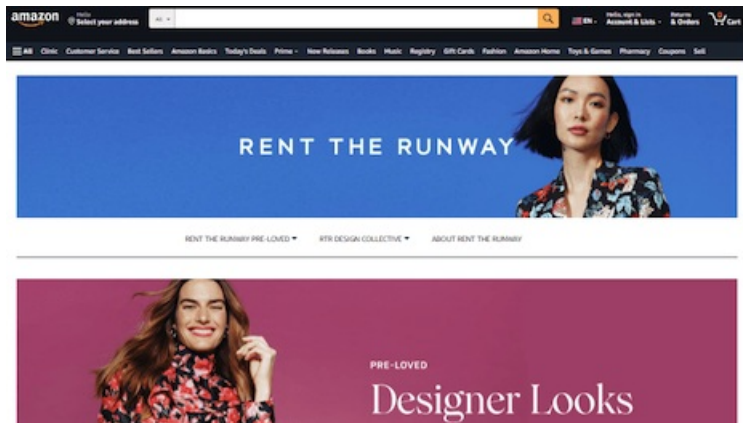 amazon
Hello
Select your address
All
EN
Hello, sign in
Account & Lists
Returns
& Orders
0
Cart
All Clinic Customer Service Best Sellers Amazon Basics Today's Deals Prime New Releases Books Music Registry Gift Cards Fashion Amazon Home Toys & Games Pharmacy Coupons Sell
RENT THE RUNWAY
RENT THE RUNWAY PRE-LOVED RTR DESIGN COLLECTIVE ABOUT RENT THE RUNWAY
PRE-LOVED
Designer Looks